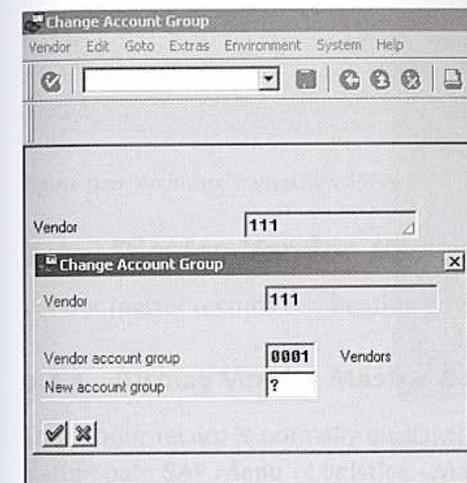 Change Account Group
Vendor Edit Goto Extras Environment System Help
Vendor 111
Change Account Group
Vendor 111
Vendor account group 0001 Vendors
New account group ?